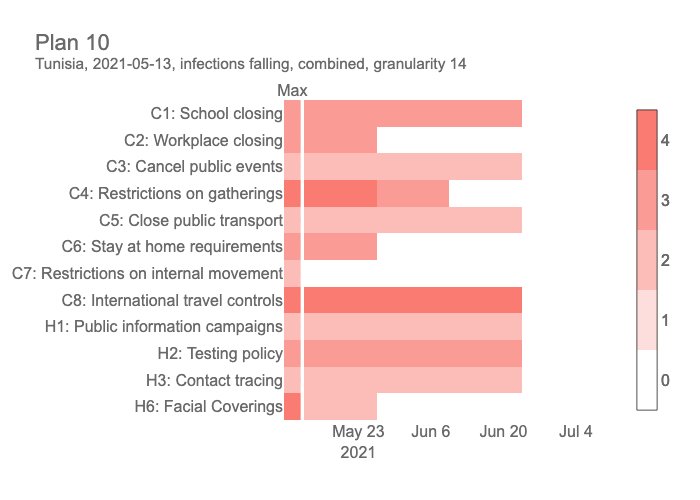 Plan 10
Tunisia, 2021-05-13, infections falling, combined, granularity 14
Max
C1: School closing
C2: Workplace closing
C3: Cancel public events
C4: Restrictions on gatherings
C5: Close public transport
C6: Stay at home requirements
C7: Restrictions on internal movement
C8: International travel controls
H1: Public information campaigns
H2: Testing policy
H3: Contact tracing
H6: Facial Coverings
May 23 Jun 6 Jun 20 Jul 4
2021
4
3
2
1
0